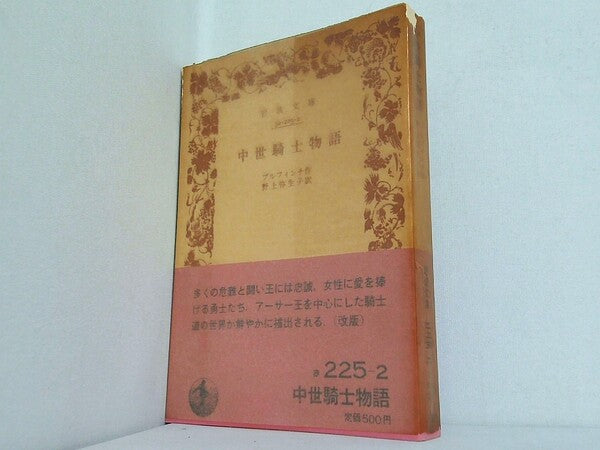 岩波文庫
中世騎士物語
ブルフィンチ作
野上弥生子訳
多くの危難と闘い王には忠誠、女性に愛を捧
げる勇士たち。アーサー王を中心にした騎士
道の世界が鮮やかに描出される。(改版)
赤 225-2
中世騎士物語
定価500円